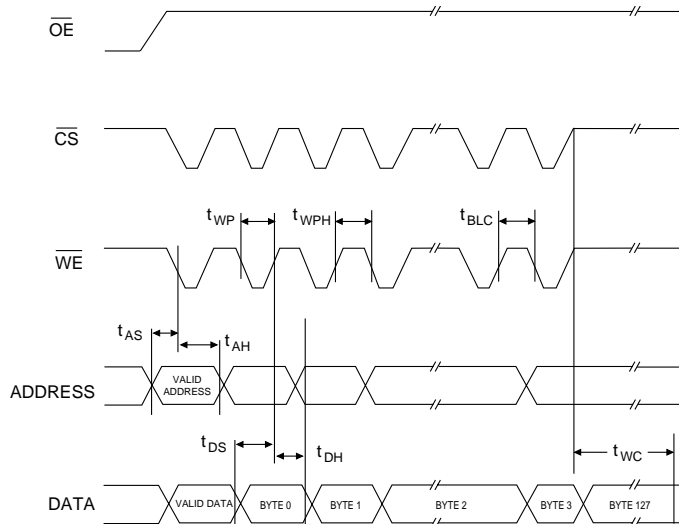 OE
CS
tWP tWPH tBLC
WE
tAS tAH
ADDRESS VALID ADDRESS
tDS tDH tWC
DATA VALID DATA BYTE 0 BYTE 1 BYTE 2 BYTE 3 BYTE 127